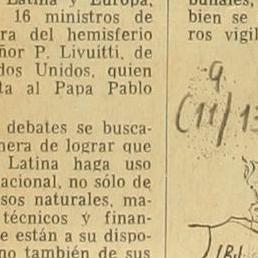 Latina y Europa,
16 ministros de
ra del hemisferio
ñor P. Livuitti, de
dos Unidos, quien
ta al Papa Pablo
debates se busca-
nera de lograr que
Latina haga uso
acional, no sólo de
sos naturales, ma-
técnicos y finan-
e están a su dispo-
no también de sus
bunales,
bien se
ros vigil
9
(11/13